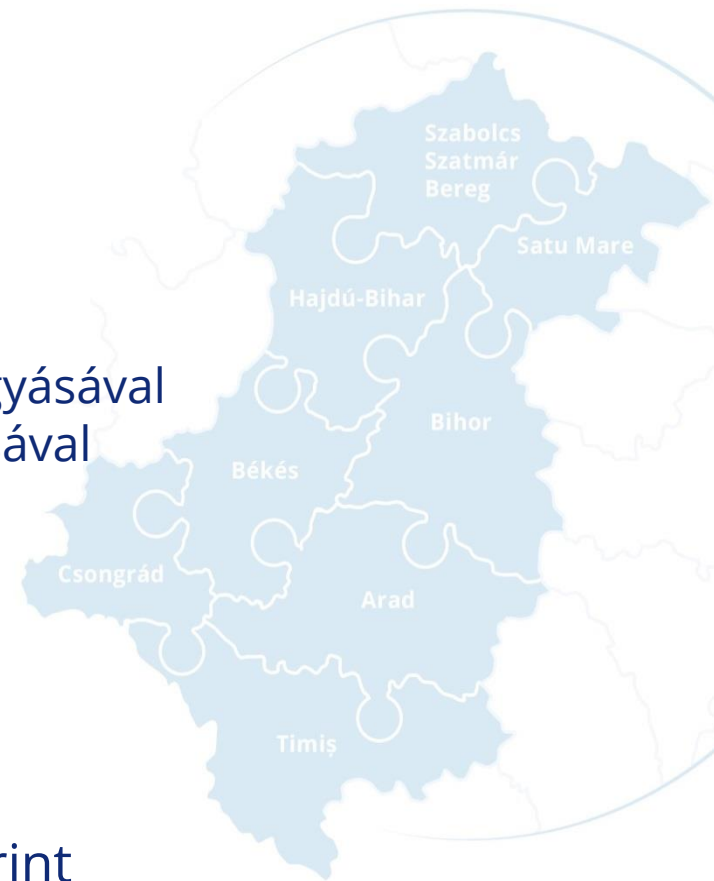 Szabolcs
Szatmár
Bereg
Satu Mare
Hajdú-Bihar
Bihor
Békés
Csongrád
Arad
Timiș